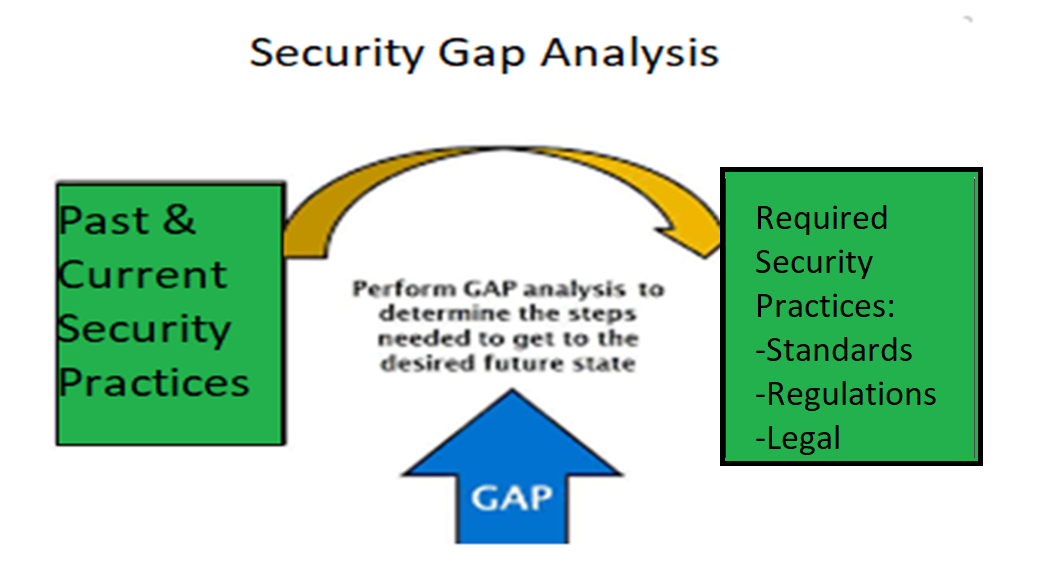 Security Gap Analysis
Past &
Current
Security
Practices
Perform GAP analysis to
determine the steps
needed to get to the
desired future state
GAP
Required
Security
Practices:
-Standards
-Regulations
-Legal